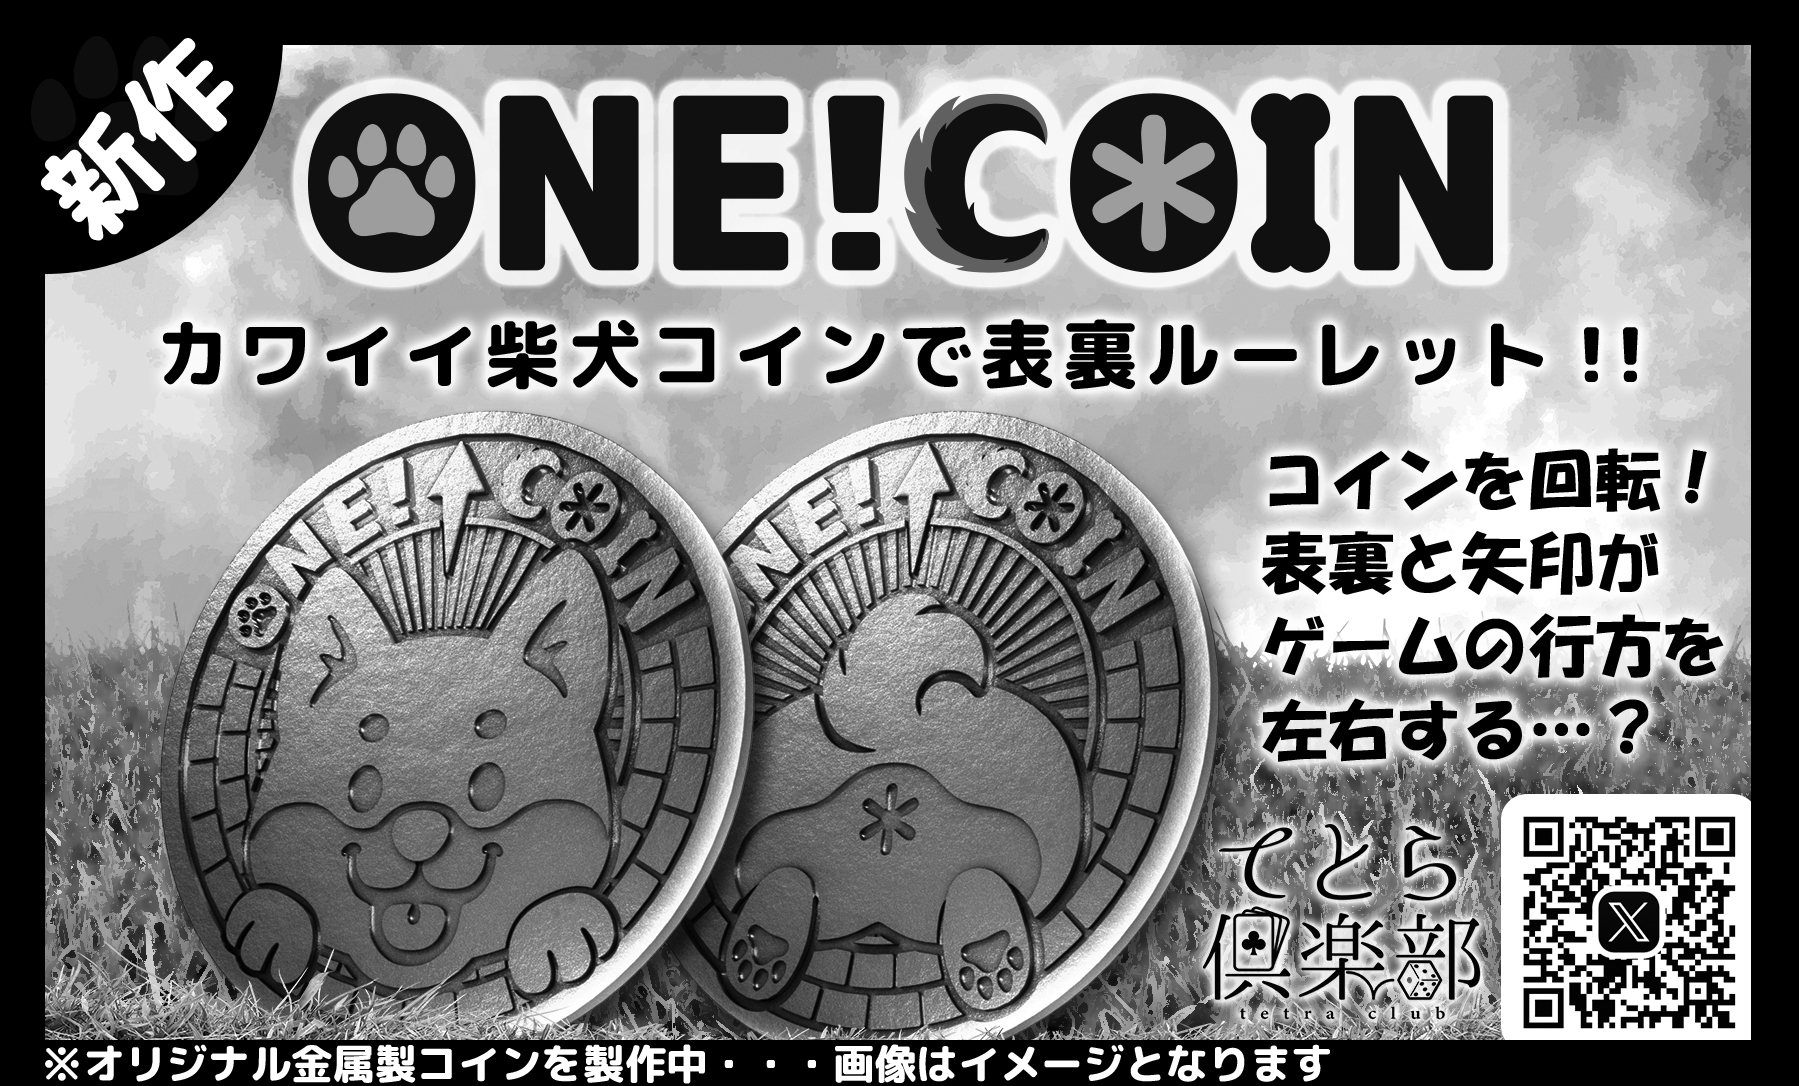 新作
ONE!COIN
カワイイ柴犬コインで表裏ルーレット!!
ONE! COIN
NE! COIN
コインを回転!
表裏と矢印が
ゲームの行方を
左右する…?
てとら
倶楽部
tetra club
※オリジナル金属製コインを製作中・・・画像はイメージとなります